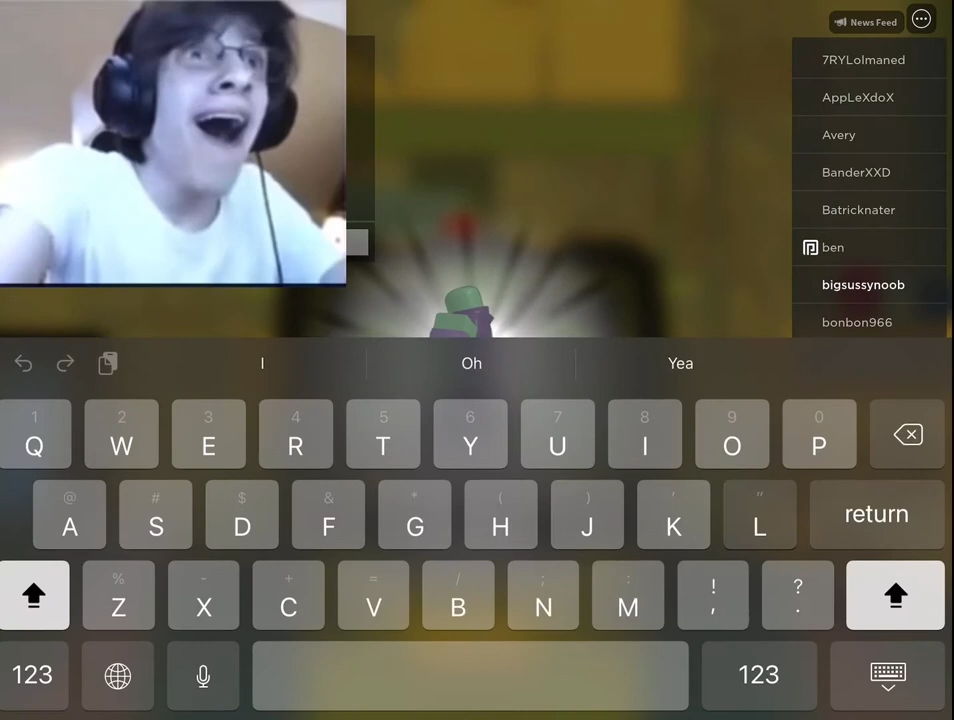 News Feed
7RYLolmaned
AppLeXdoX
Avery
BanderXXD
Batricknater
ben
bigsussynoob
bonbon966
I Oh Yea
1 2 3 4 5 6 7 8 9 0
Q W E R T Y U I O P
@ # $ & * ( ) ' "
A S D F G H J K L return
% - + = / ; : ! ?
Z X C V B N M , .
123 123